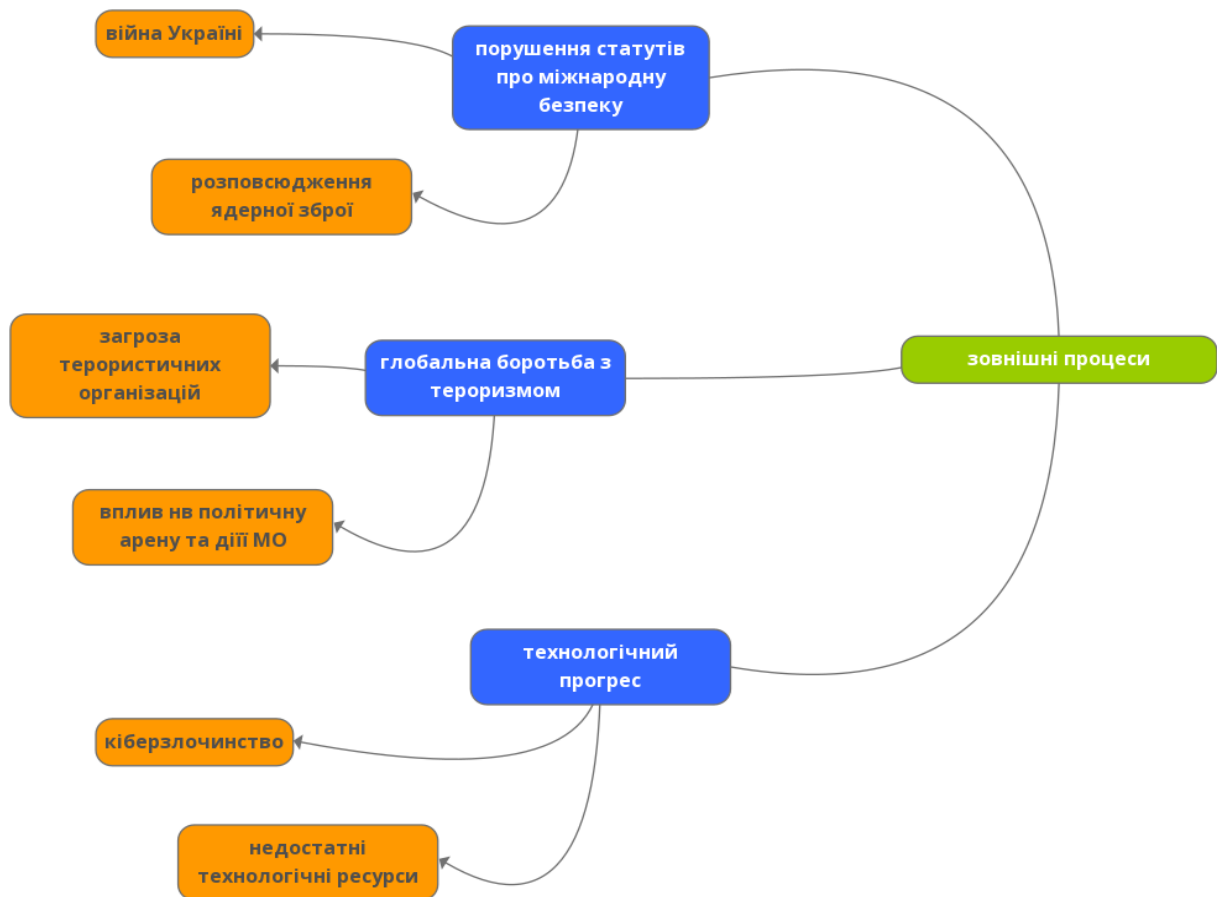 війна Україні
порушення статутів
про міжнародну
безпеку
розповсюдження
ядерної зброї
загроза
терористичних
організацій
глобальна боротьба з
тероризмом
зовнішні процеси
вплив нв політичну
арену та діїї МО
технологічний
прогрес
кіберзлочинство
недостатні
технологічні ресурси